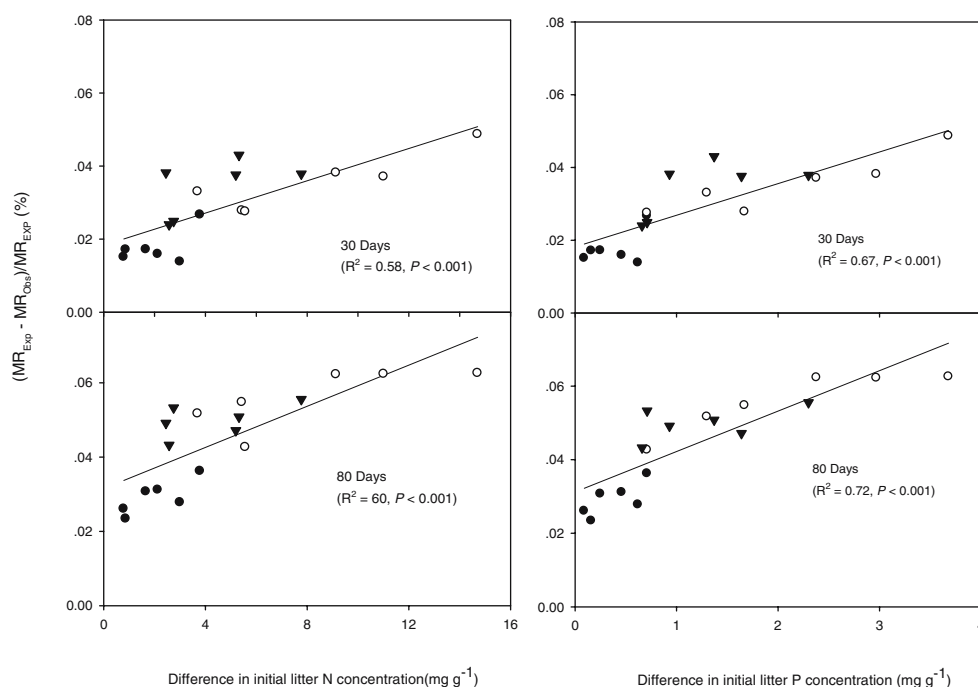 (MR_Exp - MR_Obs)/MR_EXP (%)
.08
.06
.04
.02
0.00
30 Days
(R² = 0.58, P < 0.001)
.08
.06
.04
.02
0.00
30 Days
(R² = 0.67, P < 0.001)
.06
.04
.02
0.00
80 Days
(R² = 60, P < 0.001)
0 4 8 12 16
.06
.04
.02
0.00
80 Days
(R² = 0.72, P < 0.001)
0 1 2 3 4
Difference in initial litter N concentration(mg g⁻¹)
Difference in initial litter P concentration (mg g⁻¹)